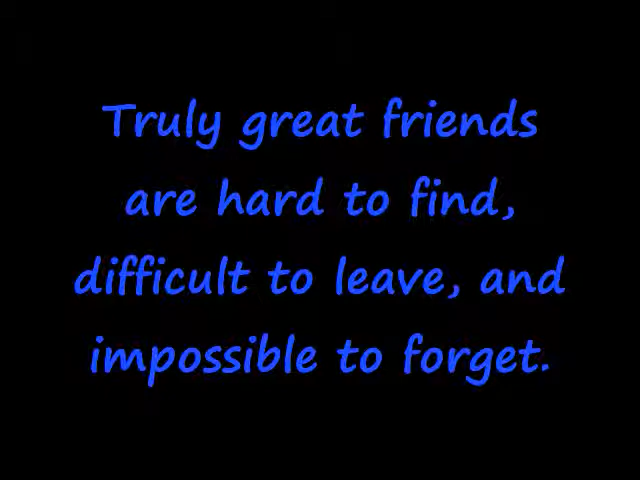 Truly great friends
are hard to find,
difficult to leave, and
impossible to forget.